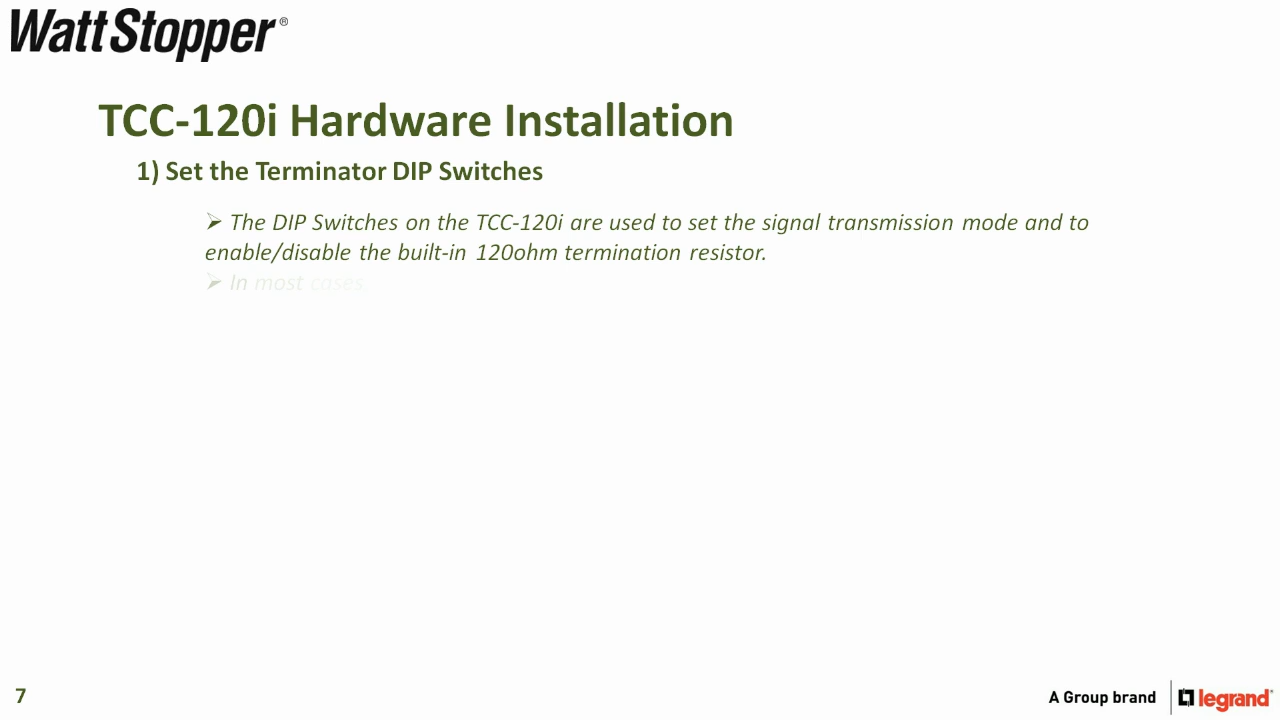 WattStopper®
TCC-120i Hardware Installation
1) Set the Terminator DIP Switches
➢ The DIP Switches on the TCC-120i are used to set the signal transmission mode and to
enable/disable the built-in 120ohm termination resistor.
➢ In most cases,
7
A Group brand legrand®